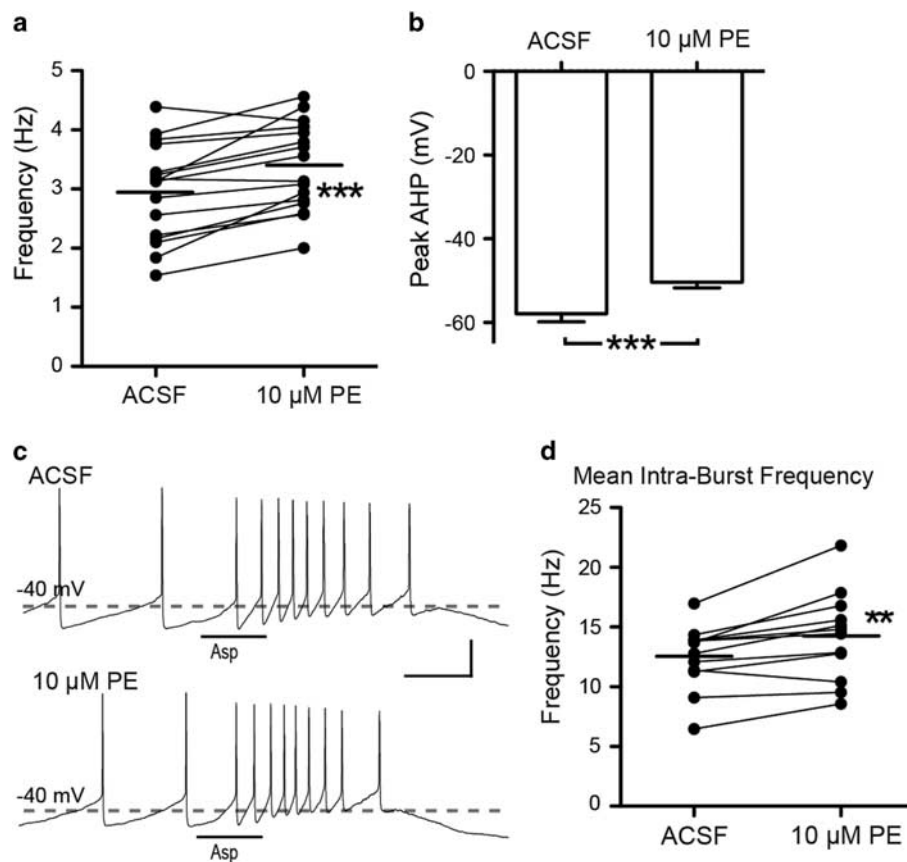 a
Frequency (Hz)
5
4
3
2
1
0
***
ACSF
10 µM PE
b
ACSF
10 µM PE
Peak AHP (mV)
0
-20
-40
-60
***
c
ACSF
-40 mV
Asp
10 µM PE
-40 mV
Asp
d
Mean Intra-Burst Frequency
Frequency (Hz)
25
20
15
10
5
0
**
ACSF
10 µM PE